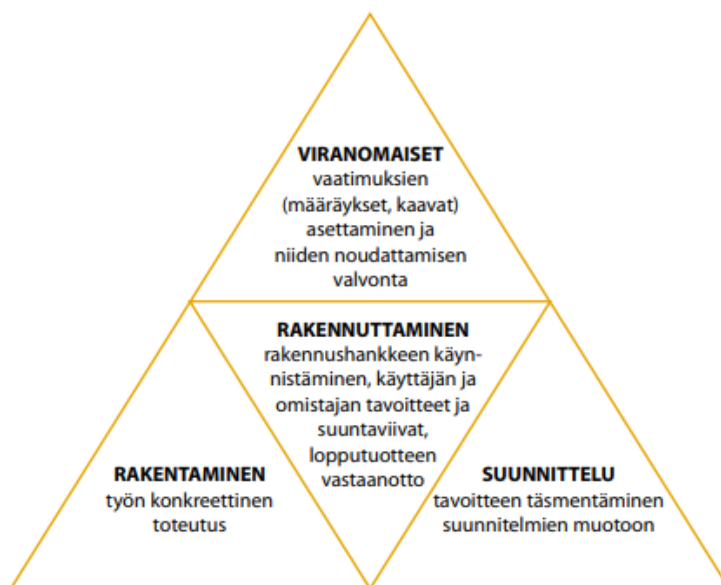 VIRANOMAISET
vaatimuksien
(määräykset, kaavat)
asettaminen ja
niiden noudattamisen
valvonta
RAKENNUTTAMINEN
rakennushankkeen käyn-
nistäminen, käyttäjän ja
omistajan tavoitteet ja
suuntaviivat,
lopputuotteen
vastaanotto
RAKENTAMINEN
työn konkreettinen
toteutus
SUUNNITTELU
tavoitteen täsmentäminen
suunnitelmien muotoon